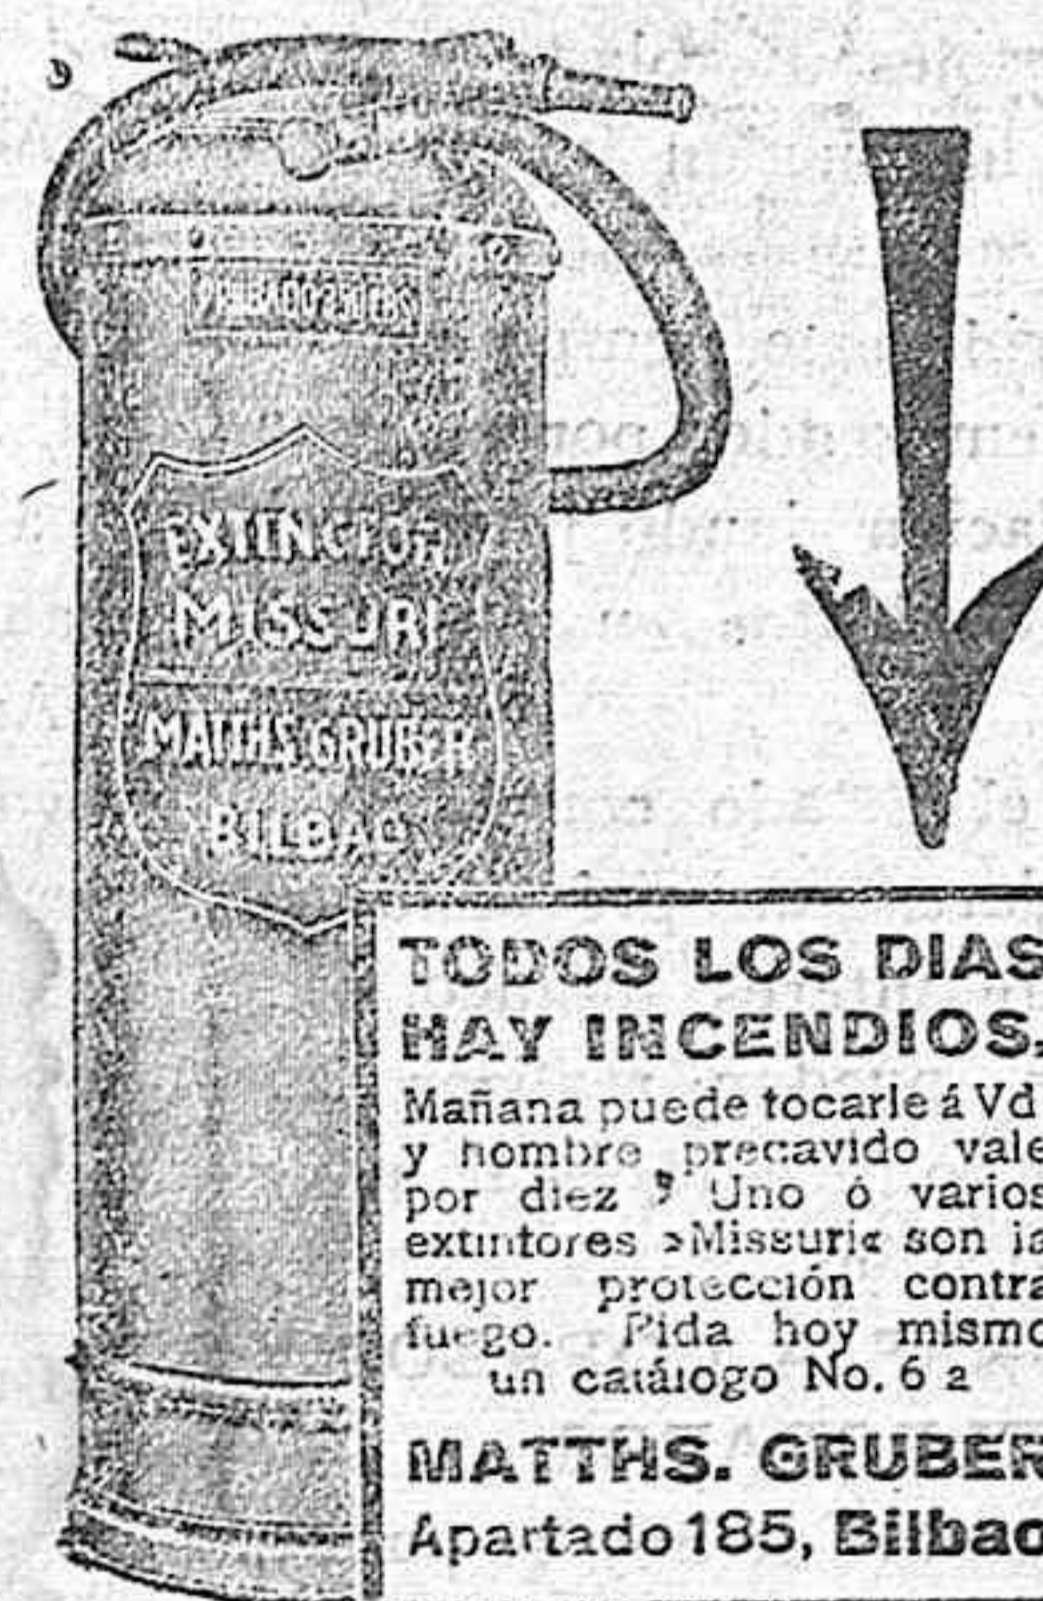 EXTINCTOR
MISSURI
MATTHS. GRUBER
BILBAO
TODOS LOS DIAS
HAY INCENDIOS.
Mañana puede tocarle á Vd
y hombre precavido vale
por diez Uno ó varios
extintores »Missuri« son la
mejor protección contra
fuego. Pida hoy mismo
un catálogo No. 6 a
MATTHS. GRUBER
Apartado 185, Bilbao